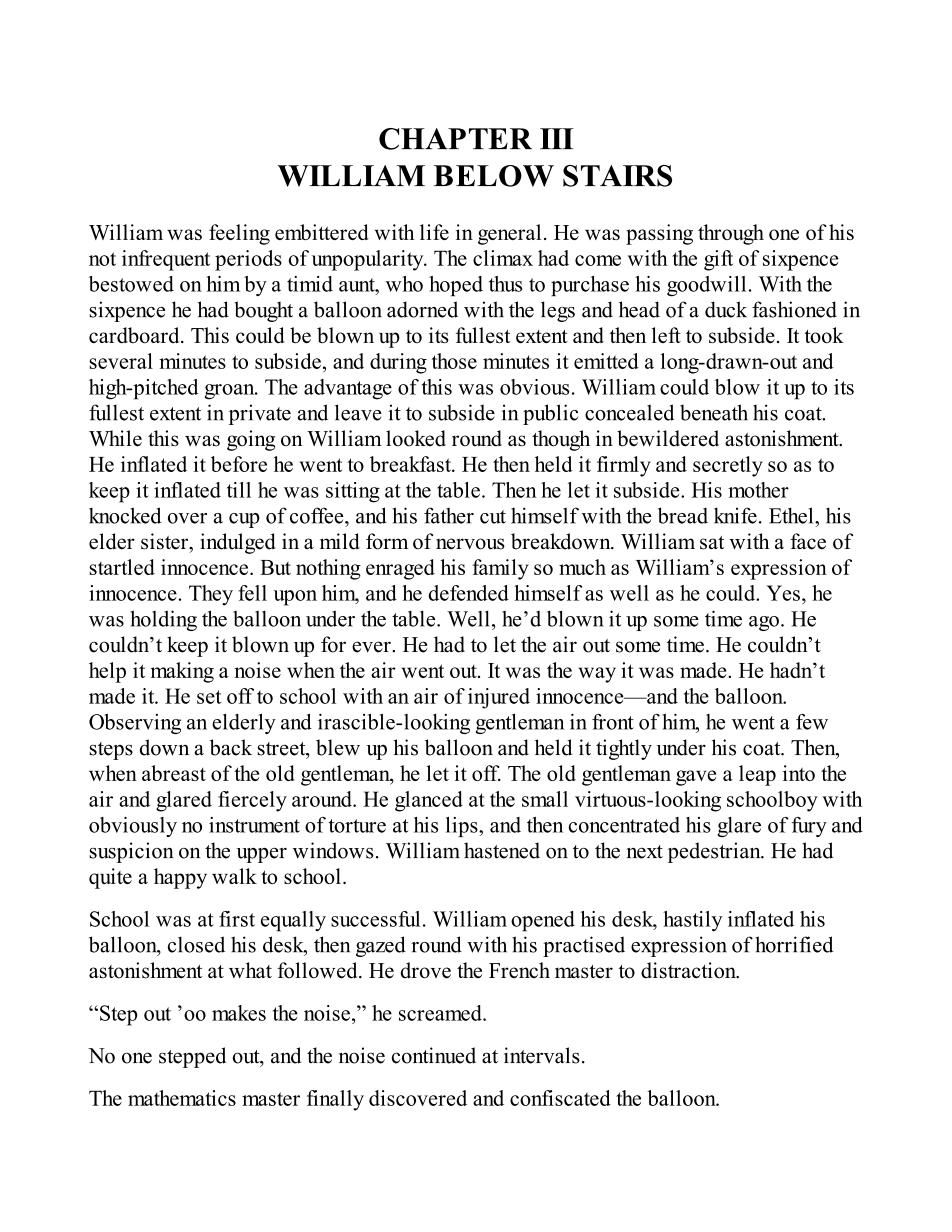 CHAPTER III
WILLIAM BELOW STAIRS
William was feeling embittered with life in general. He was passing through one of his
not infrequent periods of unpopularity. The climax had come with the gift of sixpence
bestowed on him by a timid aunt, who hoped thus to purchase his goodwill. With the
sixpence he had bought a balloon adorned with the legs and head of a duck fashioned in
cardboard. This could be blown up to its fullest extent and then left to subside. It took
several minutes to subside, and during those minutes it emitted a long-drawn-out and
high-pitched groan. The advantage of this was obvious. William could blow it up to its
fullest extent in private and leave it to subside in public concealed beneath his coat.
While this was going on William looked round as though in bewildered astonishment.
He inflated it before he went to breakfast. He then held it firmly and secretly so as to
keep it inflated till he was sitting at the table. Then he let it subside. His mother
knocked over a cup of coffee, and his father cut himself with the bread knife. Ethel, his
elder sister, indulged in a mild form of nervous breakdown. William sat with a face of
startled innocence. But nothing enraged his family so much as William’s expression of
innocence. They fell upon him, and he defended himself as well as he could. Yes, he
was holding the balloon under the table. Well, he’d blown it up some time ago. He
couldn’t keep it blown up for ever. He had to let the air out some time. He couldn’t
help it making a noise when the air went out. It was the way it was made. He hadn’t
made it. He set off to school with an air of injured innocence—and the balloon.
Observing an elderly and irascible-looking gentleman in front of him, he went a few
steps down a back street, blew up his balloon and held it tightly under his coat. Then,
when abreast of the old gentleman, he let it off. The old gentleman gave a leap into the
air and glared fiercely around. He glanced at the small virtuous-looking schoolboy with
obviously no instrument of torture at his lips, and then concentrated his glare of fury and
suspicion on the upper windows. William hastened on to the next pedestrian. He had
quite a happy walk to school.
School was at first equally successful. William opened his desk, hastily inflated his
balloon, closed his desk, then gazed round with his practised expression of horrified
astonishment at what followed. He drove the French master to distraction.
“Step out ’oo makes the noise,” he screamed.
No one stepped out, and the noise continued at intervals.
The mathematics master finally discovered and confiscated the balloon.